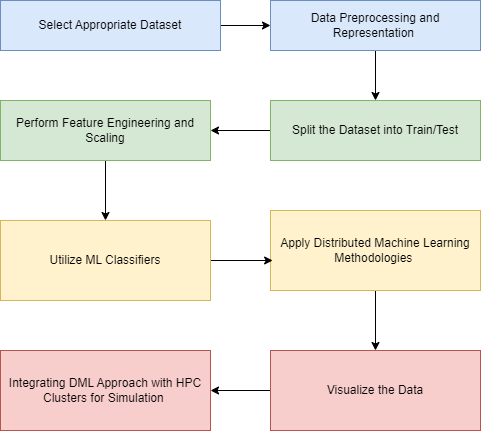 Select Appropriate Dataset
Data Preprocessing and
Representation
Perform Feature Engineering and
Scaling
Split the Dataset into Train/Test
Utilize ML Classifiers
Apply Distributed Machine Learning
Methodologies
Integrating DML Approach with HPC
Clusters for Simulation
Visualize the Data